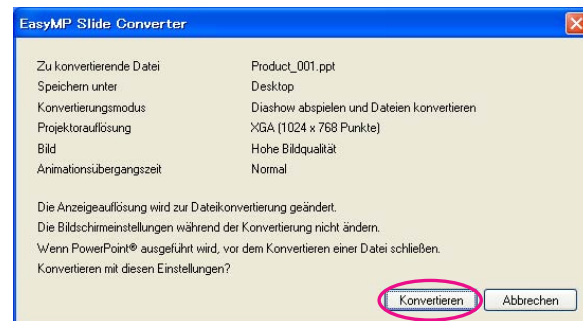 EasyMP Slide Converter
Zu konvertierende Datei Product_001.ppt
Speichern unter Desktop
Konvertierungsmodus Diashow abspielen und Dateien konvertieren
Projektorauflösung XGA (1024 x 768 Punkte)
Bild Hohe Bildqualität
Animationsübergangszeit Normal
Die Anzeigeauflösung wird zur Dateikonvertierung geändert.
Die Bildschirmeinstellungen während der Konvertierung nicht ändern.
Wenn PowerPoint® ausgeführt wird, vor dem Konvertieren einer Datei schließen.
Konvertieren mit diesen Einstellungen?
Konvertieren Abbrechen